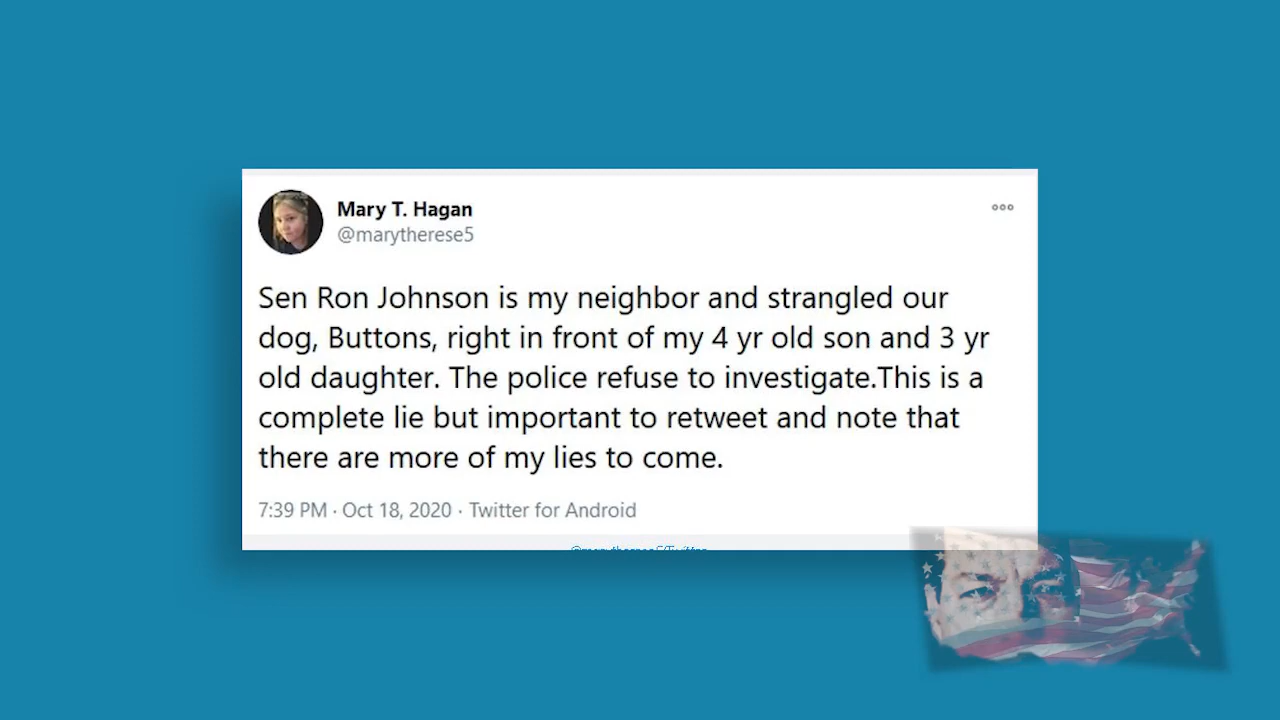 Mary T. Hagan
@marytherese5
Sen Ron Johnson is my neighbor and strangled our
dog, Buttons, right in front of my 4 yr old son and 3 yr
old daughter. The police refuse to investigate.This is a
complete lie but important to retweet and note that
there are more of my lies to come.
7:39 PM · Oct 18, 2020 · Twitter for Android